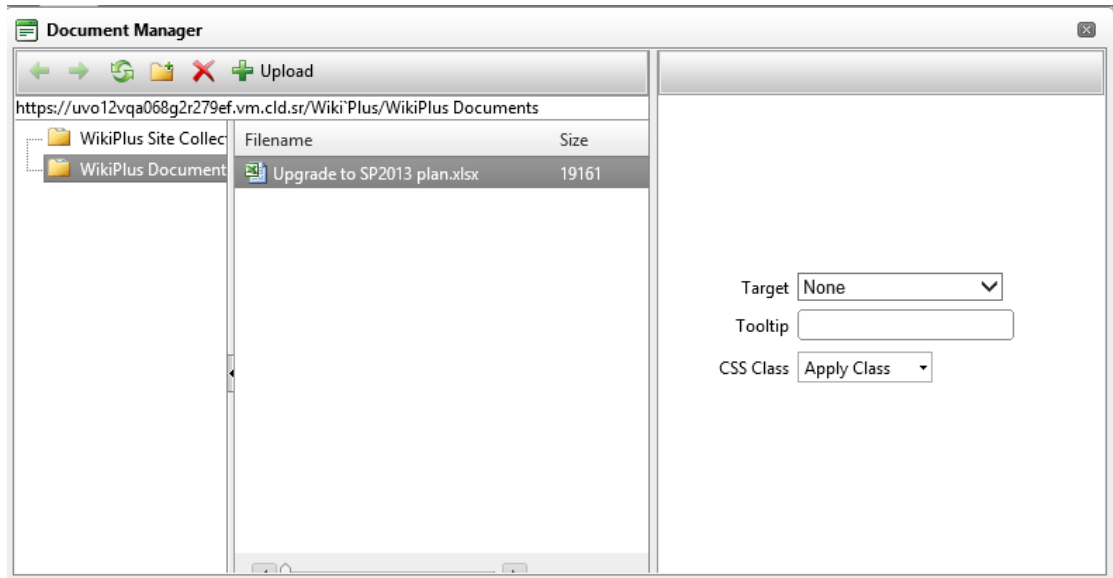 Document Manager
Upload
https://uvo12vqa068g2r279ef.vm.cld.sr/Wiki`Plus/WikiPlus Documents
WikiPlus Site Collec
WikiPlus Document
Filename Size
Upgrade to SP2013 plan.xlsx 19161
Target None
Tooltip
CSS Class Apply Class